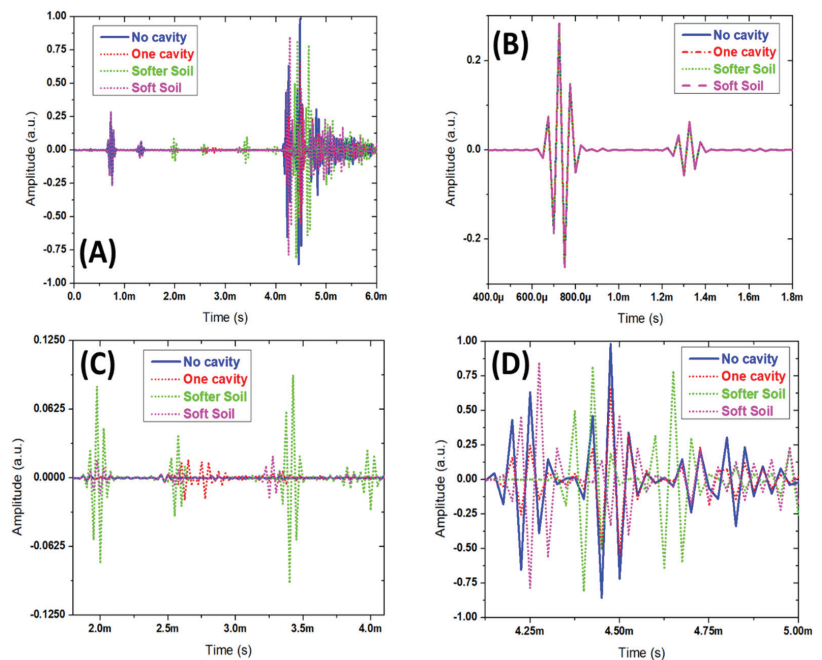 (A)
No cavity
One cavity
Softer Soil
Soft Soil
Amplitude (a.u.)
1.00
0.75
0.50
0.25
0.00
-0.25
-0.50
-0.75
-1.00
0.0 1.0m 2.0m 3.0m 4.0m 5.0m 6.0m
Time (s)
(B)
No cavity
One cavity
Softer Soil
Soft Soil
Amplitude (a.u.)
0.3
0.0
-0.2
400.0µ 600.0µ 800.0µ 1.0m 1.2m 1.4m 1.6m 1.8m
Time (s)
(C)
No cavity
One cavity
Softer Soil
Soft Soil
Amplitude (a.u.)
0.1250
0.0625
0.0000
-0.0625
-0.1250
2.0m 2.5m 3.0m 3.5m 4.0m
Time (s)
(D)
No cavity
One cavity
Softer Soil
Soft Soil
Amplitude (a.u.)
1.00
0.75
0.50
0.25
0.00
-0.25
-0.50
-0.75
-1.00
4.25m 4.50m 4.75m 5.00m
Time (s)